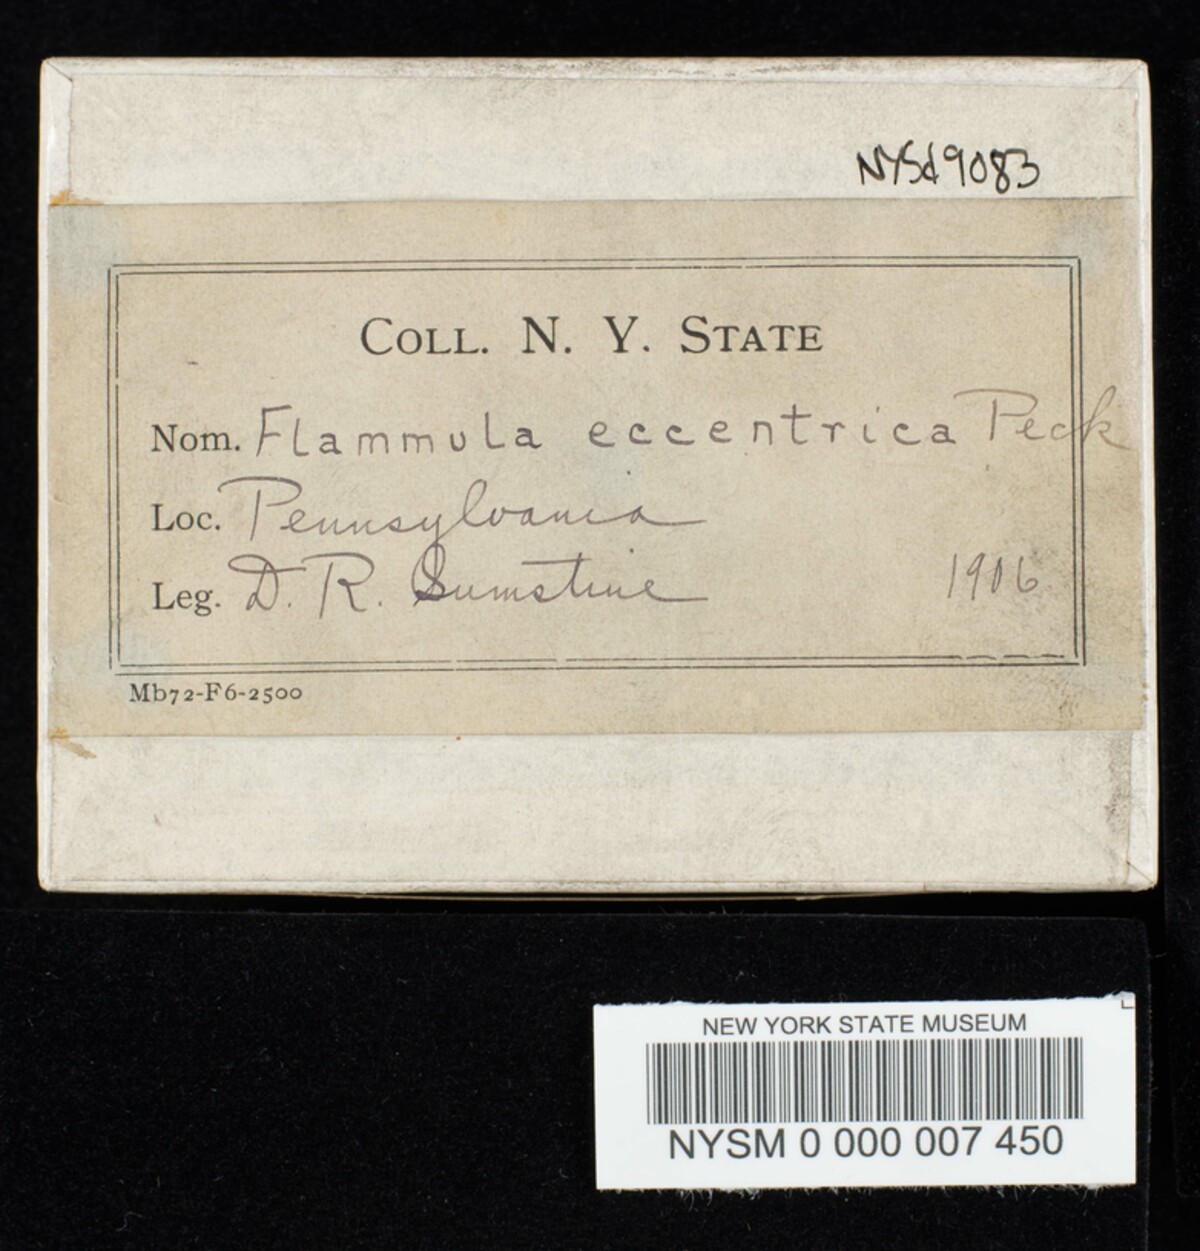 NYSd9083
COLL. N. Y. STATE
Nom. Flammula eccentrica Peck
Loc. Pennsylvania
Leg. D. R. Sumstine 1906
Mb72-F6-2500
NEW YORK STATE MUSEUM
NYSM 0 000 007 450